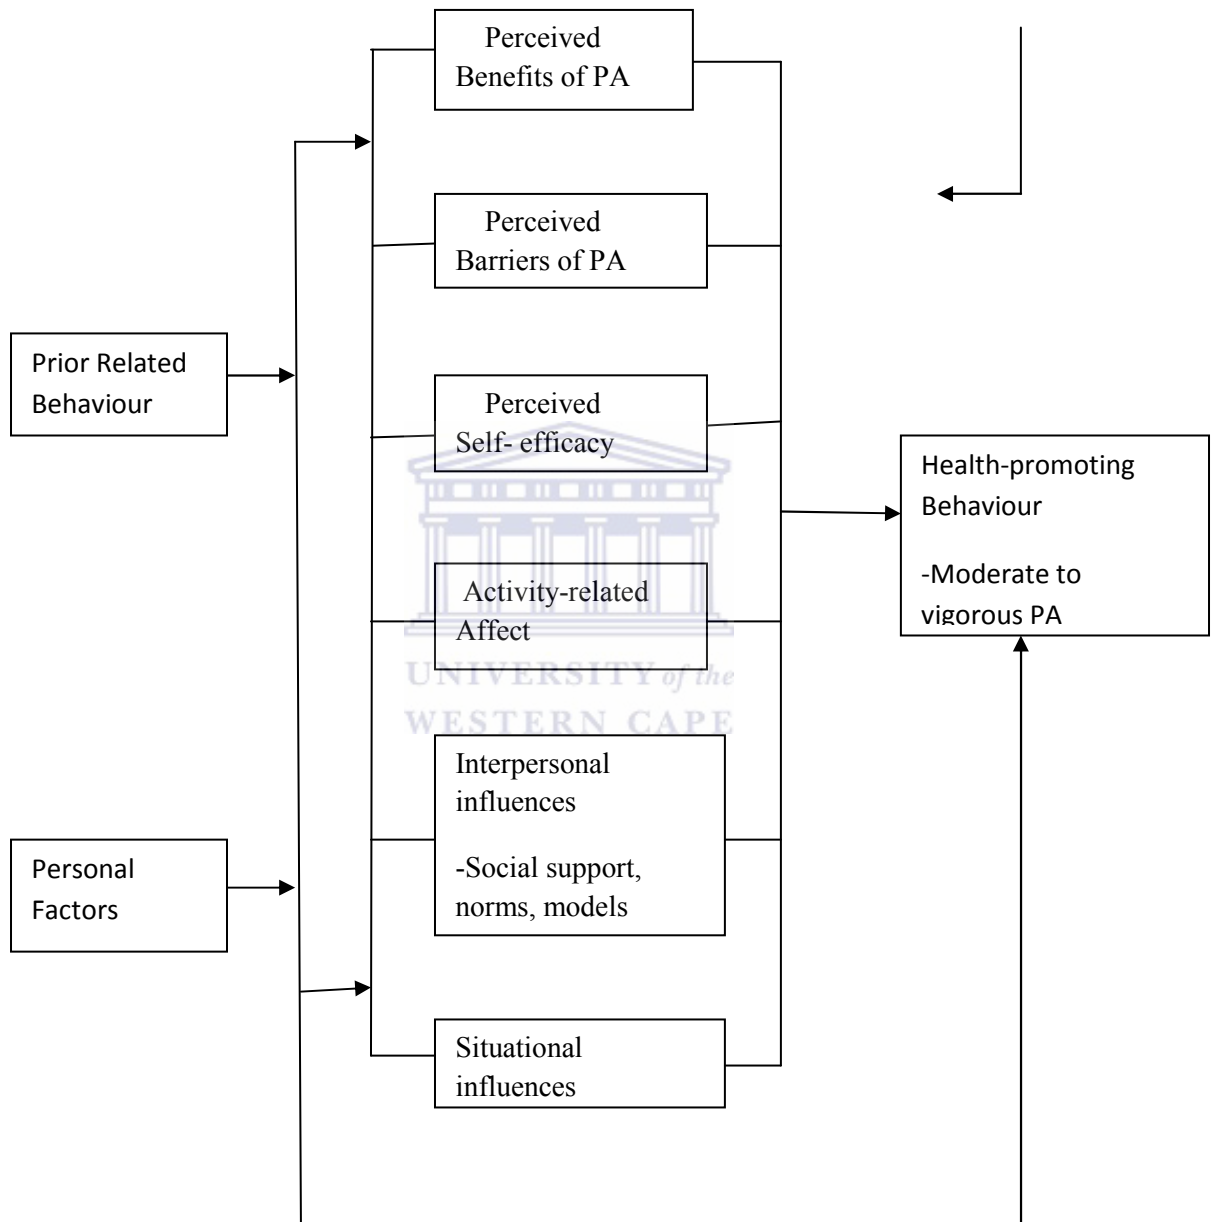 Perceived
Benefits of PA
Perceived
Barriers of PA
Prior Related
Behaviour
Perceived
Self- efficacy
Health-promoting
Behaviour
-Moderate to
vigorous PA
Activity-related
Affect
UNIVERSITY of the
WESTERN CAPE
Interpersonal
influences
-Social support,
norms, models
Personal
Factors
Situational
influences